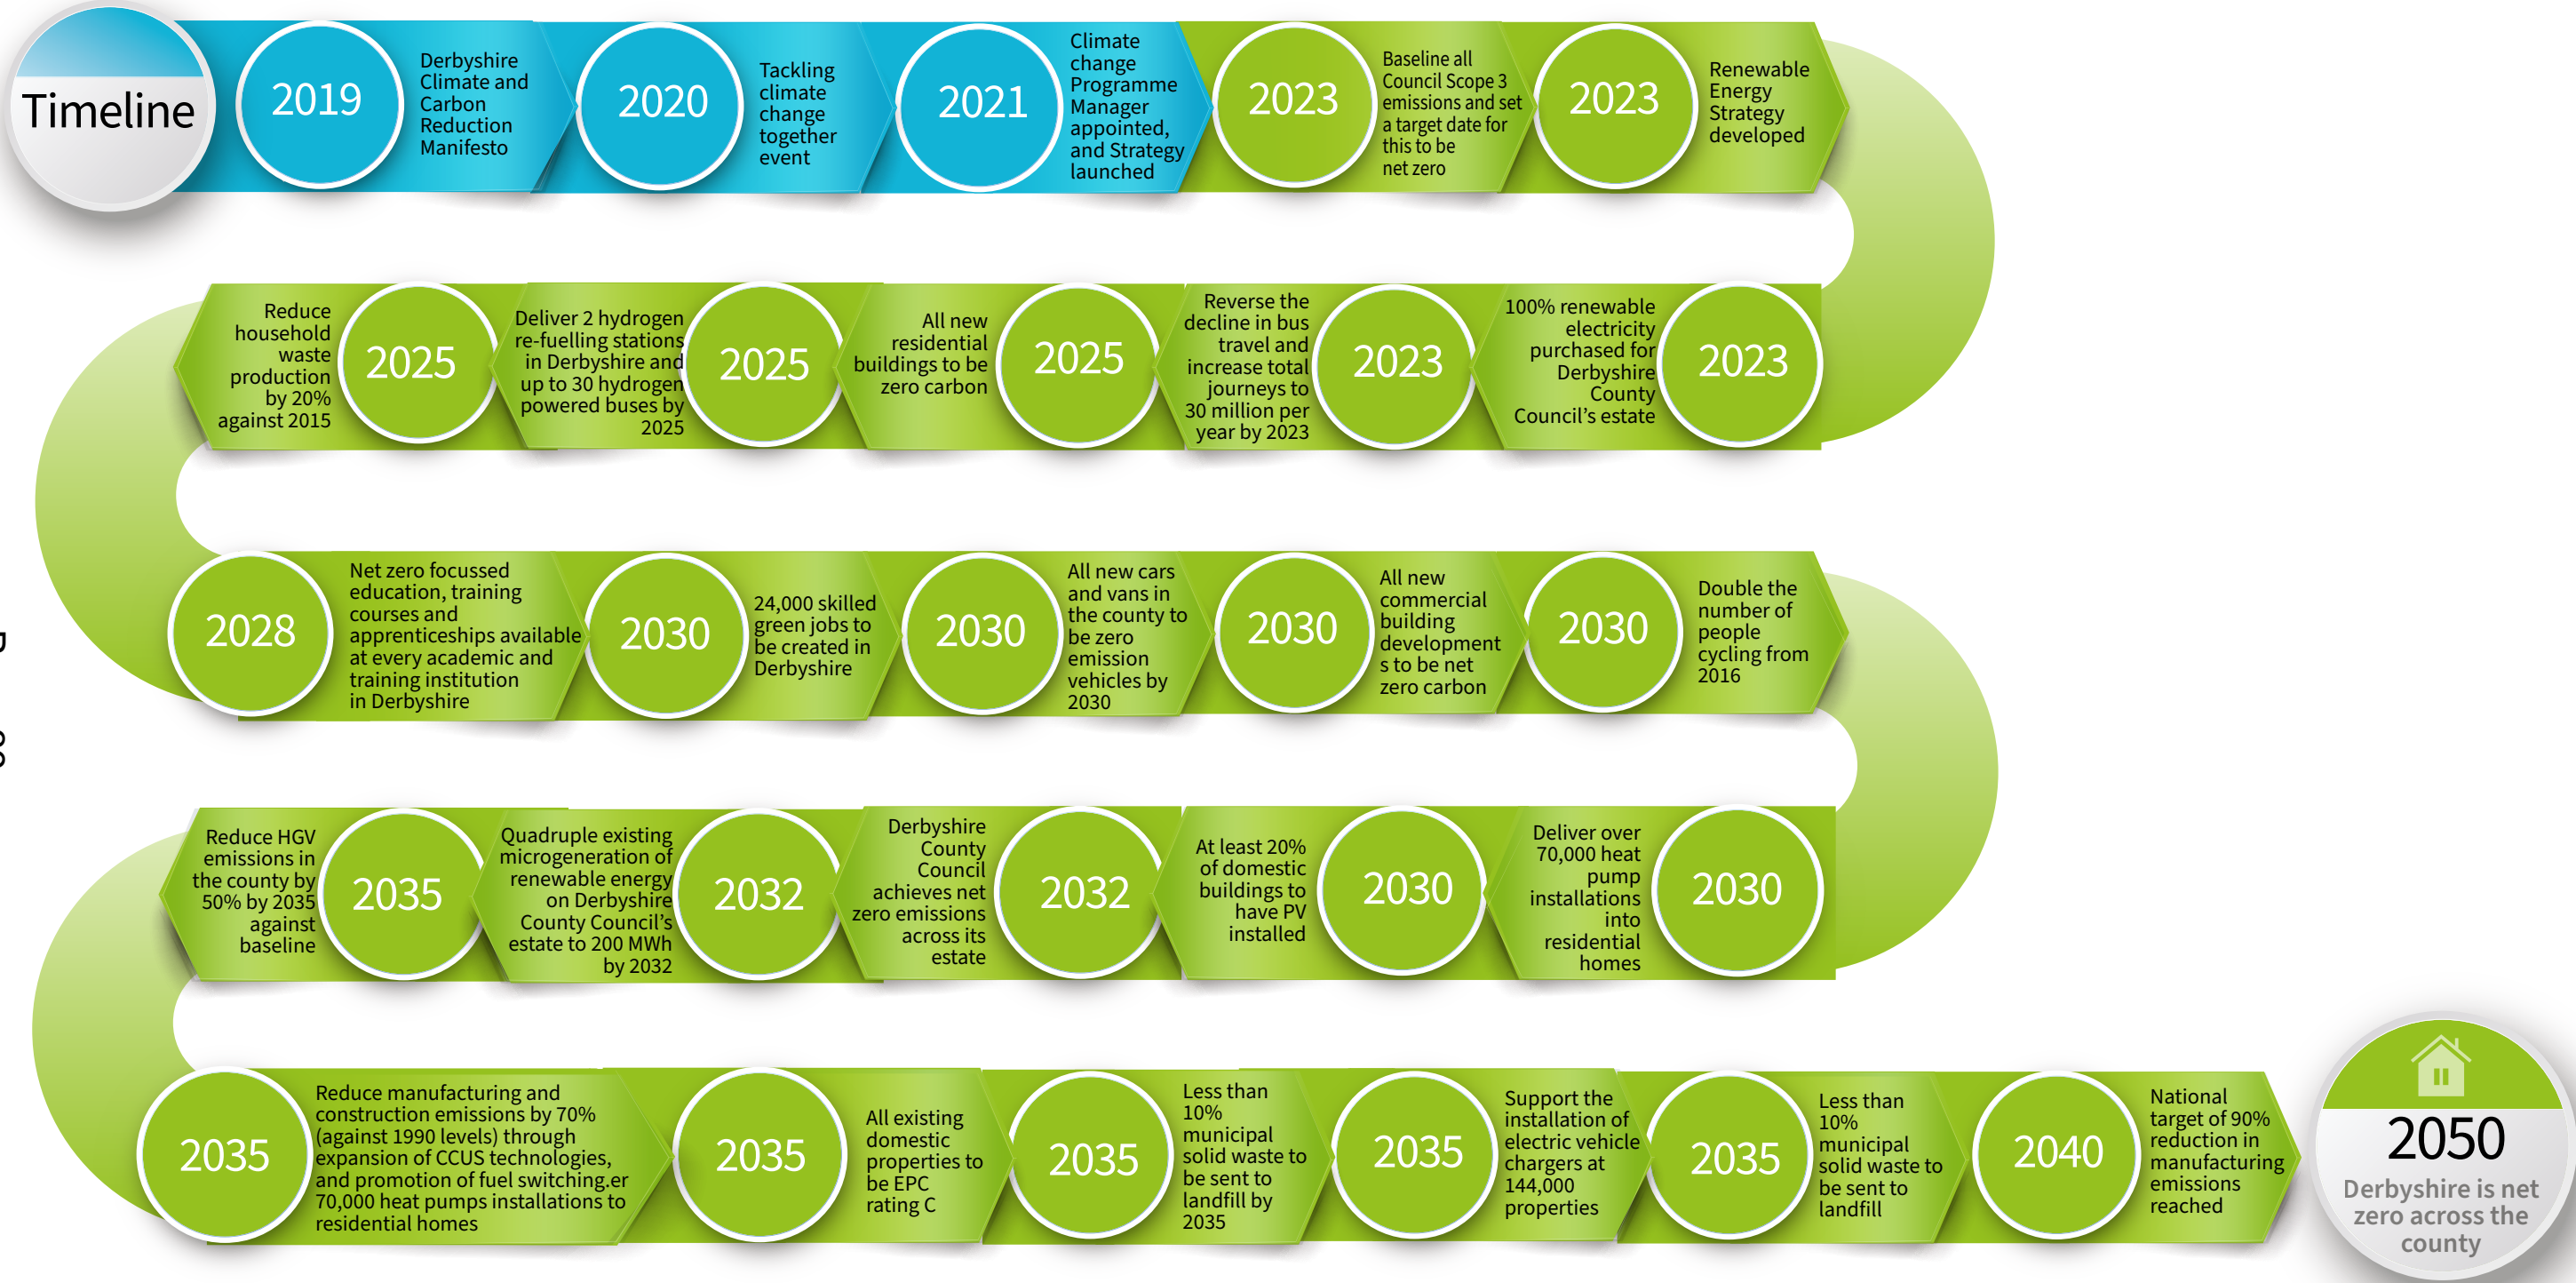 Timeline
2019
Derbyshire
Climate and
Carbon
Reduction
Manifesto
2020
Tackling
climate
change
together
event
2021
Climate
change
Programme
Manager
appointed,
and Strategy
launched
2023
Baseline all
Council Scope 3
emissions and set
a target date for
this to be
net zero
2023
Renewable
Energy
Strategy
developed
2023
100% renewable
electricity
purchased for
Derbyshire
County
Council’s estate
2023
Reverse the
decline in bus
travel and
increase total
journeys to
30 million per
year by 2023
2025
All new
residential
buildings to be
zero carbon
2025
Deliver 2 hydrogen
re-fuelling stations
in Derbyshire and
up to 30 hydrogen
powered buses by
2025
2025
Reduce
household
waste
production
by 20%
against 2015
2028
Net zero focussed
education, training
courses and
apprenticeships available
at every academic and
training institution
in Derbyshire
2030
24,000 skilled
green jobs to
be created in
Derbyshire
2030
All new cars
and vans in
the county to
be zero
emission
vehicles by
2030
2030
All new
commercial
building
development
s to be net
zero carbon
2030
Double the
number of
people
cycling from
2016
2030
Deliver over
70,000 heat
pump
installations
into
residential
homes
2030
At least 20%
of domestic
buildings to
have PV
installed
2032
Derbyshire
County
Council
achieves net
zero emissions
across its
estate
2032
Quadruple existing
microgeneration of
renewable energy
on Derbyshire
County Council’s
estate to 200 MWh
by 2032
2035
Reduce HGV
emissions in
the county by
50% by 2035
against
baseline
2035
Reduce manufacturing and
construction emissions by 70%
(against 1990 levels) through
expansion of CCUS technologies,
and promotion of fuel switching.er
70,000 heat pumps installations to
residential homes
2035
All existing
domestic
properties to
be EPC
rating C
2035
Less than
10%
municipal
solid waste to
be sent to
landfill by
2035
2035
Support the
installation of
electric vehicle
chargers at
144,000
properties
2035
Less than
10%
municipal
solid waste to
be sent to
landfill
2040
National
target of 90%
reduction in
manufacturing
emissions
reached
2050
Derbyshire is net
zero across the
county